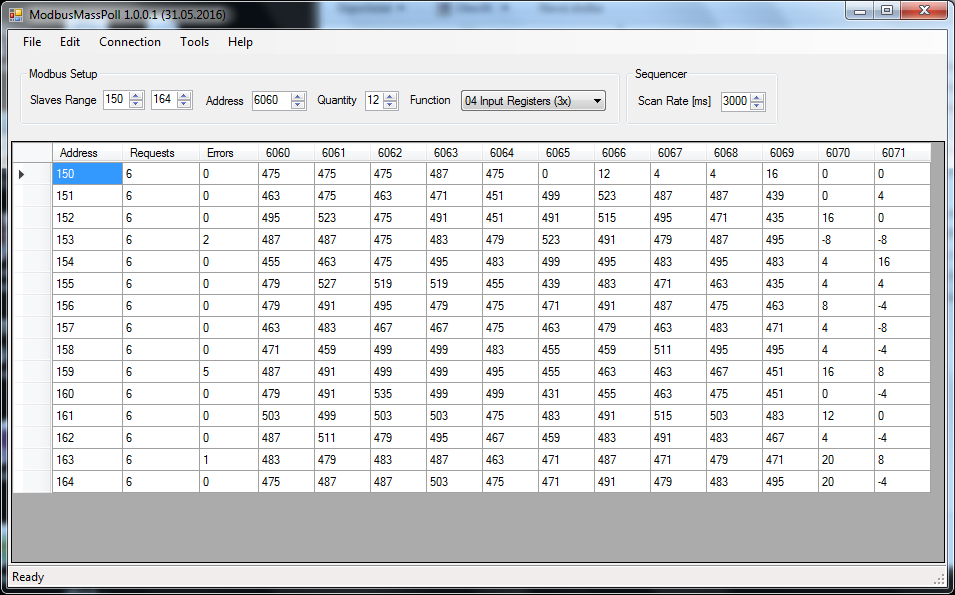 ModbusMassPoll 1.0.0.1 (31.05.2016)
File Edit Connection Tools Help
Modbus Setup Sequencer
Slaves Range 150 164 Address 6060 Quantity 12 Function 04 Input Registers (3x) Scan Rate [ms] 3000
Address Requests Errors 6060 6061 6062 6063 6064 6065 6066 6067 6068 6069 6070 6071
150 6 0 475 475 475 487 475 0 12 4 4 16 0 0
151 6 0 463 475 463 471 451 499 523 487 487 439 0 4
152 6 0 495 523 475 491 451 491 515 495 471 435 16 0
153 6 2 487 487 475 483 479 523 491 479 487 495 -8 -8
154 6 0 455 463 475 495 483 499 495 483 495 483 4 16
155 6 0 479 527 519 519 455 439 483 471 463 435 4 4
156 6 0 479 491 495 479 475 471 491 487 475 463 8 -4
157 6 0 463 483 467 467 475 463 479 463 483 471 4 -8
158 6 0 471 459 499 499 483 455 459 511 495 495 4 -4
159 6 5 487 491 499 499 495 455 463 463 467 451 16 8
160 6 0 479 491 535 499 499 431 455 463 475 451 0 -4
161 6 0 503 499 503 503 475 483 491 515 503 483 12 0
162 6 0 487 511 479 495 467 459 483 491 483 467 4 -4
163 6 1 483 479 483 487 463 471 487 471 479 471 20 8
164 6 0 475 487 487 503 475 471 491 479 483 495 20 -4
Ready